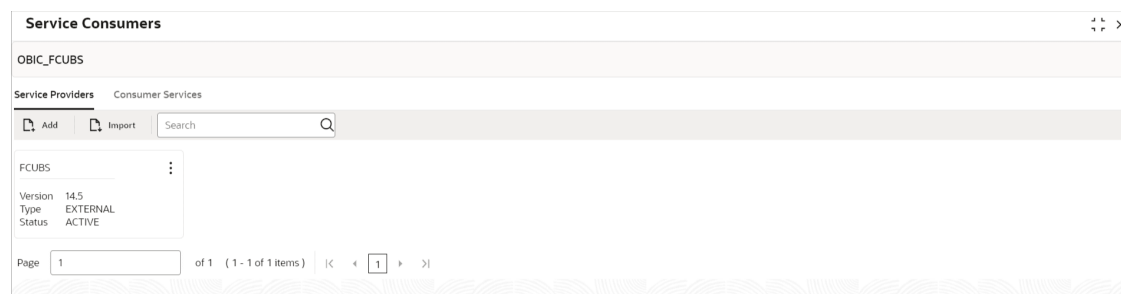 Service Consumers
OBIC_FCUBS
Service Providers Consumer Services
Add Import Search
FCUBS
Version 14.5
Type EXTERNAL
Status ACTIVE
Page 1 of 1 ( 1 - 1 of 1 items ) 1